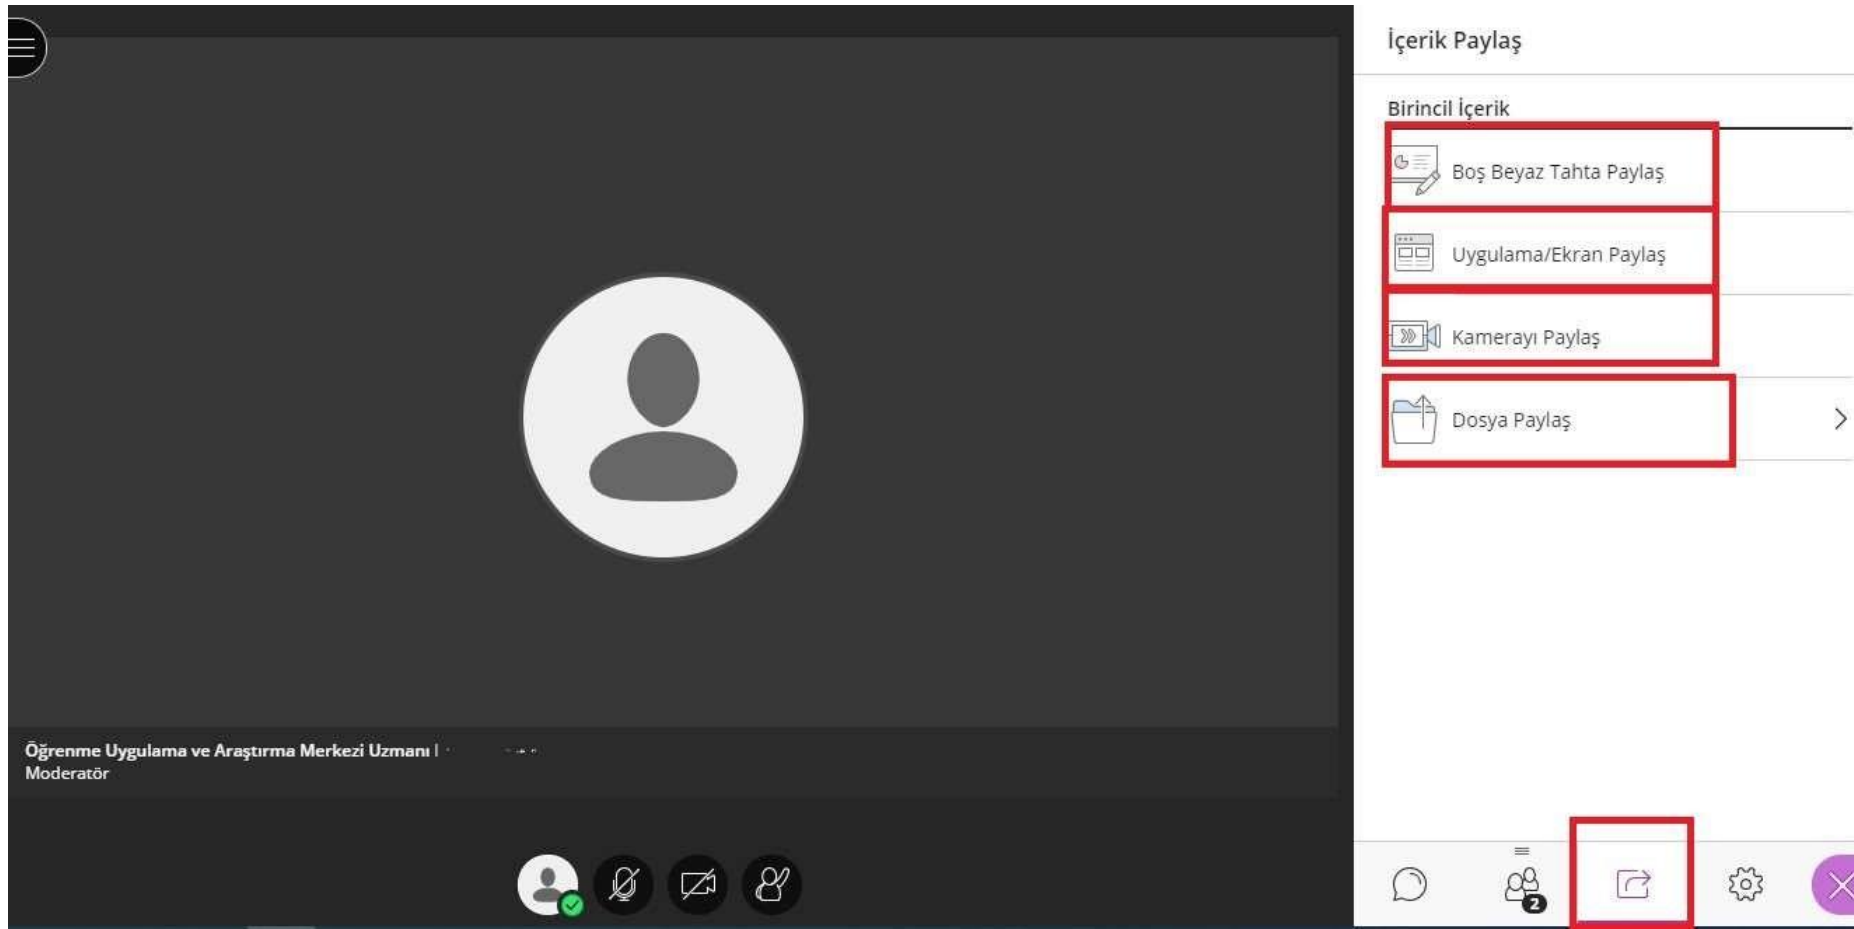 İçerik Paylaş
Birincil İçerik
Boş Beyaz Tahta Paylaş
Uygulama/Ekran Paylaş
Kamerayı Paylaş
Dosya Paylaş
Öğrenme Uygulama ve Araştırma Merkezi Uzmanı
Moderatör
2